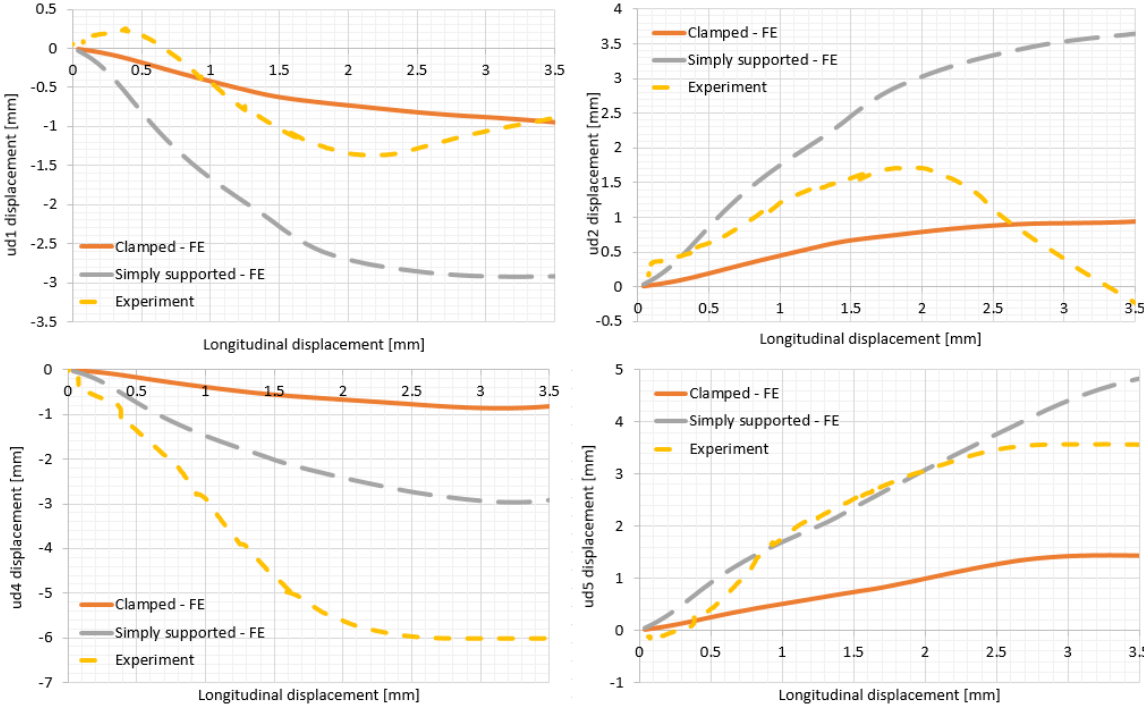 0.5
0
-0.5
-1
-1.5
-2
-2.5
-3
-3.5
ud1 displacement [mm]
0 0.5 1 1.5 2 2.5 3 3.5
Clamped - FE
Simply supported - FE
Experiment
Longitudinal displacement [mm]
4
3.5
3
2.5
2
1.5
1
0.5
0
-0.5
ud2 displacement [mm]
Clamped - FE
Simply supported - FE
Experiment
0 0.5 1 1.5 2 2.5 3 3.5
Longitudinal displacement [mm]
0
-1
-2
-3
-4
-5
-6
-7
ud4 displacement [mm]
0 0.5 1 1.5 2 2.5 3 3.5
Clamped - FE
Simply supported - FE
Experiment
Longitudinal displacement [mm]
5
4
3
2
1
0
-1
ud5 displacement [mm]
Clamped - FE
Simply supported - FE
Experiment
0 0.5 1 1.5 2 2.5 3 3.5
Longitudinal displacement [mm]